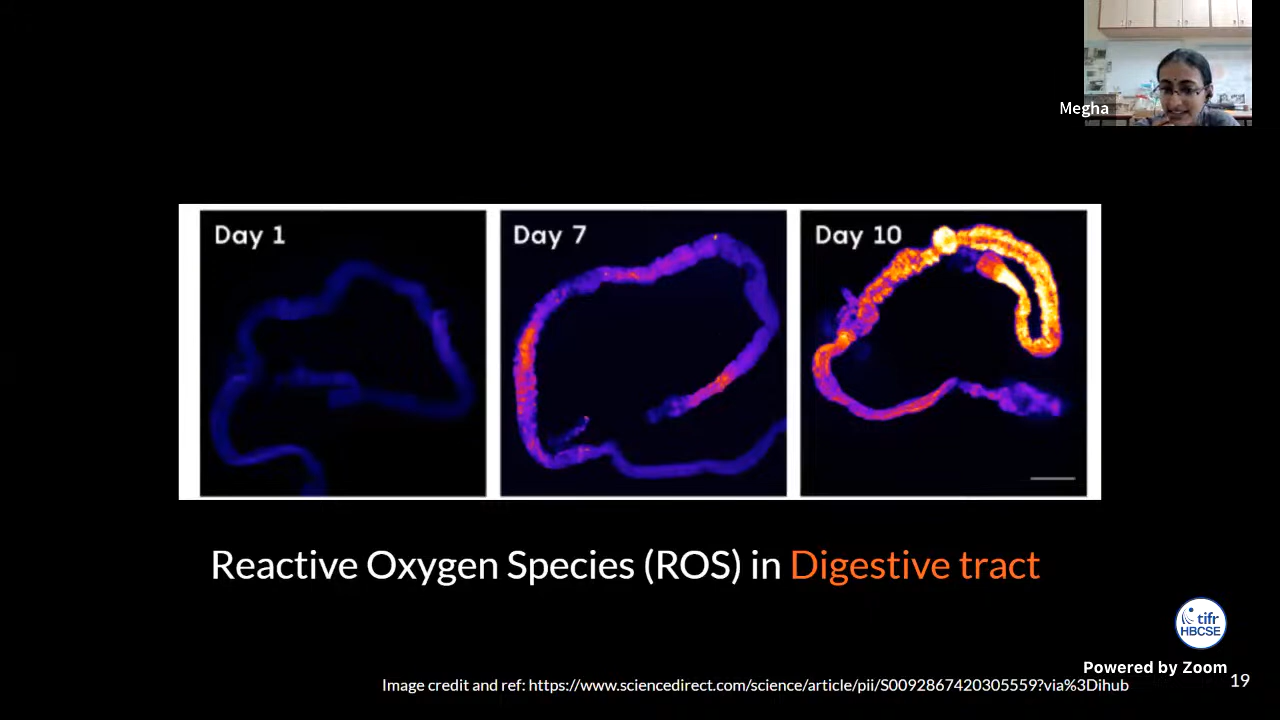 Megha
Day 1
Day 7
Day 10
Reactive Oxygen Species (ROS) in Digestive tract
tifr
HBCSE
Powered by Zoom
Image credit and ref: https://www.sciencedirect.com/science/article/pii/S0092867420305559?via%3Dihub
19